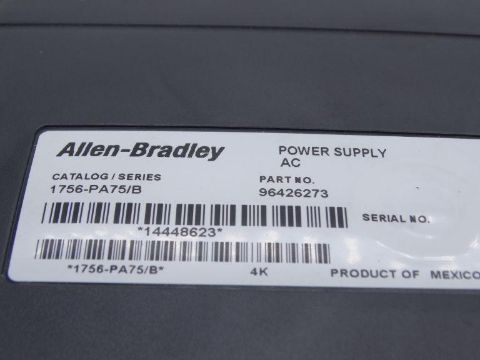 Allen-Bradley
POWER SUPPLY
AC
CATALOG / SERIES
PART NO.
1756-PA75/B
96426273
SERIAL NO.
*14448623*
*1756-PA75/B*
4K
PRODUCT OF MEXICO